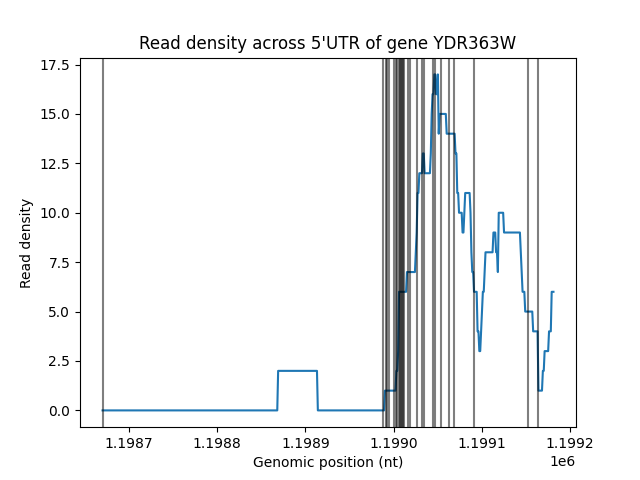 Read density across 5'UTR of gene YDR363W
17.5
15.0
12.5
10.0
7.5
5.0
2.5
0.0
Read density
1.1987 1.1988 1.1989 1.1990 1.1991 1.1992
1e6
Genomic position (nt)